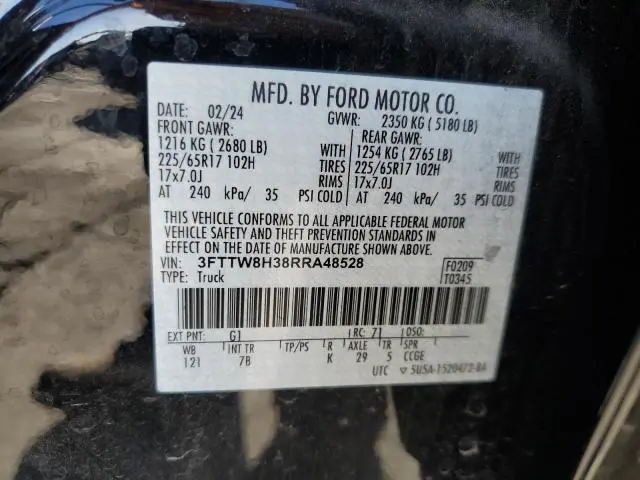 MFD. BY FORD MOTOR CO.
DATE: 02/24 GVWR: 2350 KG ( 5180 LB)
FRONT GAWR: REAR GAWR:
1216 KG ( 2680 LB) WITH 1254 KG ( 2765 LB) WITH
225/65R17 102H TIRES 225/65R17 102H TIRES
17x7.0J RIMS 17x7.0J RIMS
AT 240 kPa/ 35 PSI COLD AT 240 kPa/ 35 PSI COLD
THIS VEHICLE CONFORMS TO ALL APPLICABLE FEDERAL MOTOR
VEHICLE SAFETY AND THEFT PREVENTION STANDARDS IN
EFFECT ON THE DATE OF MANUFACTURE SHOWN ABOVE.
VIN: 3FTTW8H38RRA48528 F0209
TYPE: Truck T0345
EXT PNT: G1 RC: 71 DSO:
WB INT TR TP/PS R AXLE TR SPR
121 7B K 29 5 CCGE
UTC ▽ 5USA-1520472-BA